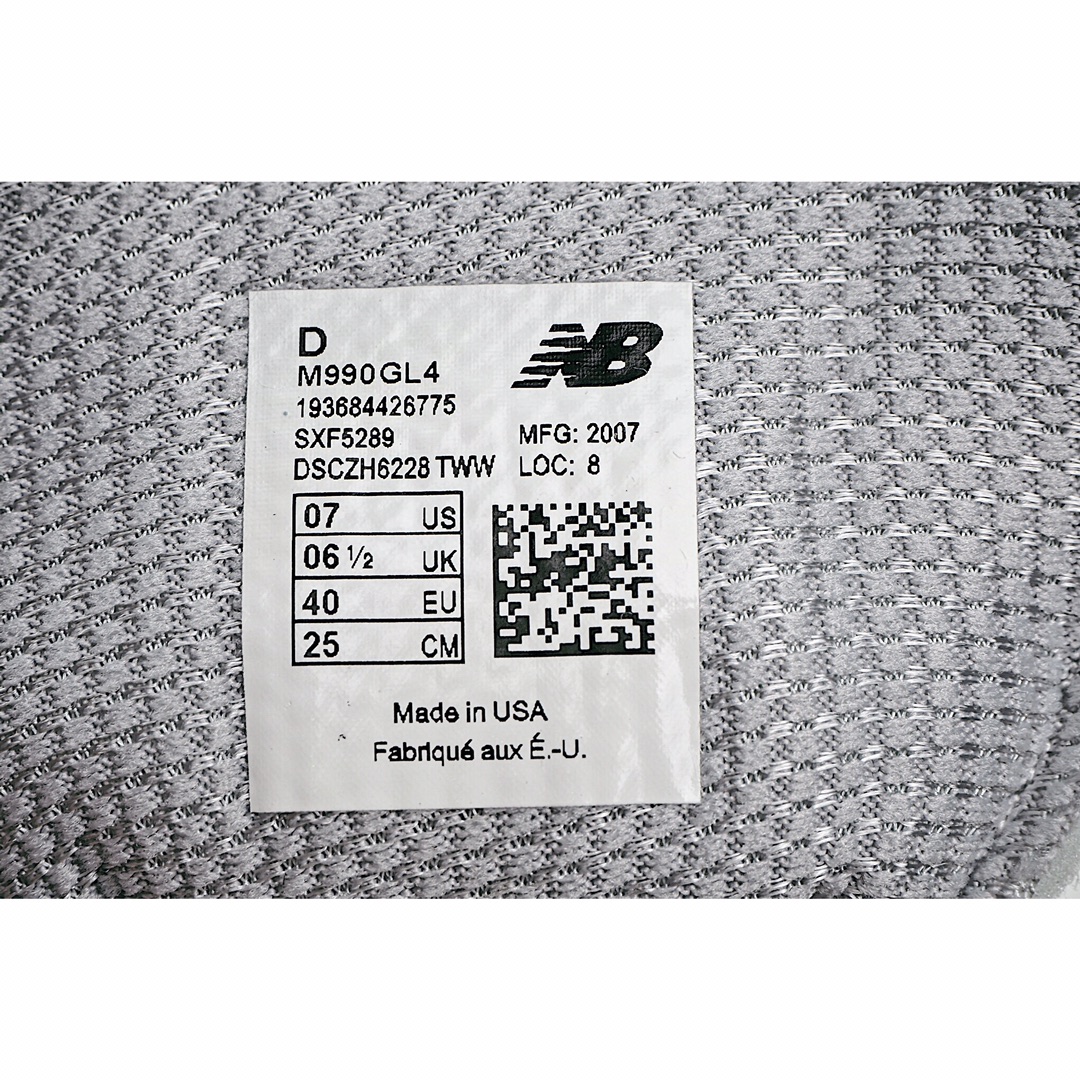 D
NB
M990GL4
193684426775
SXF5289 MFG: 2007
DSCZH6228 TWW LOC: 8
07 US
06 ½ UK
40 EU
25 CM
Made in USA
Fabriqué aux É.-U.